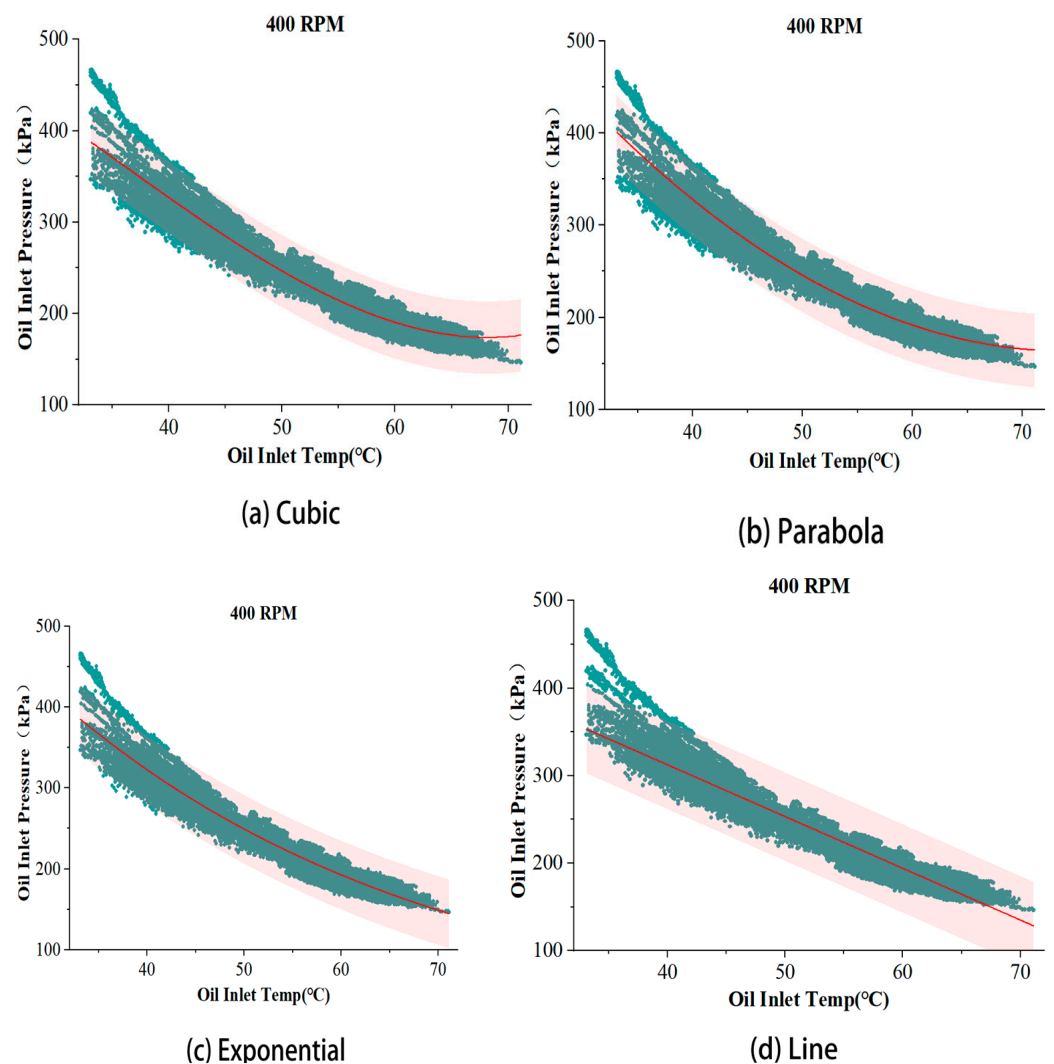 400 RPM
500
400
300
200
100
40
50
60
70
Oil Inlet Pressure（kPa）
Oil Inlet Temp(°C)
(a) Cubic
400 RPM
500
400
300
200
100
40
50
60
70
Oil Inlet Pressure（kPa）
Oil Inlet Temp(°C)
(b) Parabola
400 RPM
500
400
300
200
100
40
50
60
70
Oil Inlet Pressure（kPa）
Oil Inlet Temp(°C)
(c) Exponential
400 RPM
500
400
300
200
100
40
50
60
70
Oil Inlet Pressure（kPa）
Oil Inlet Temp(°C)
(d) Line